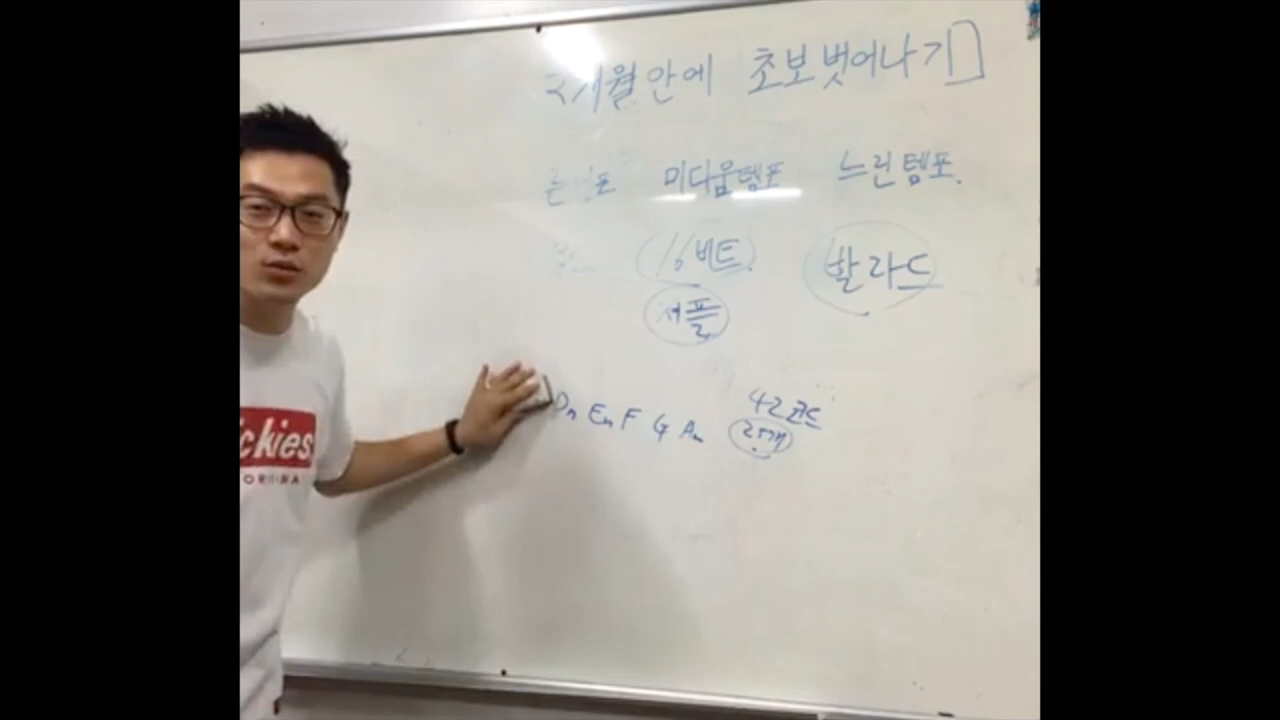 개월안에 초보벗어나기]
미디움템포 느린템포.
16비트. 발라드
셔플
Dm Em F G Am 42코드
25개
ckies
ORIGINA